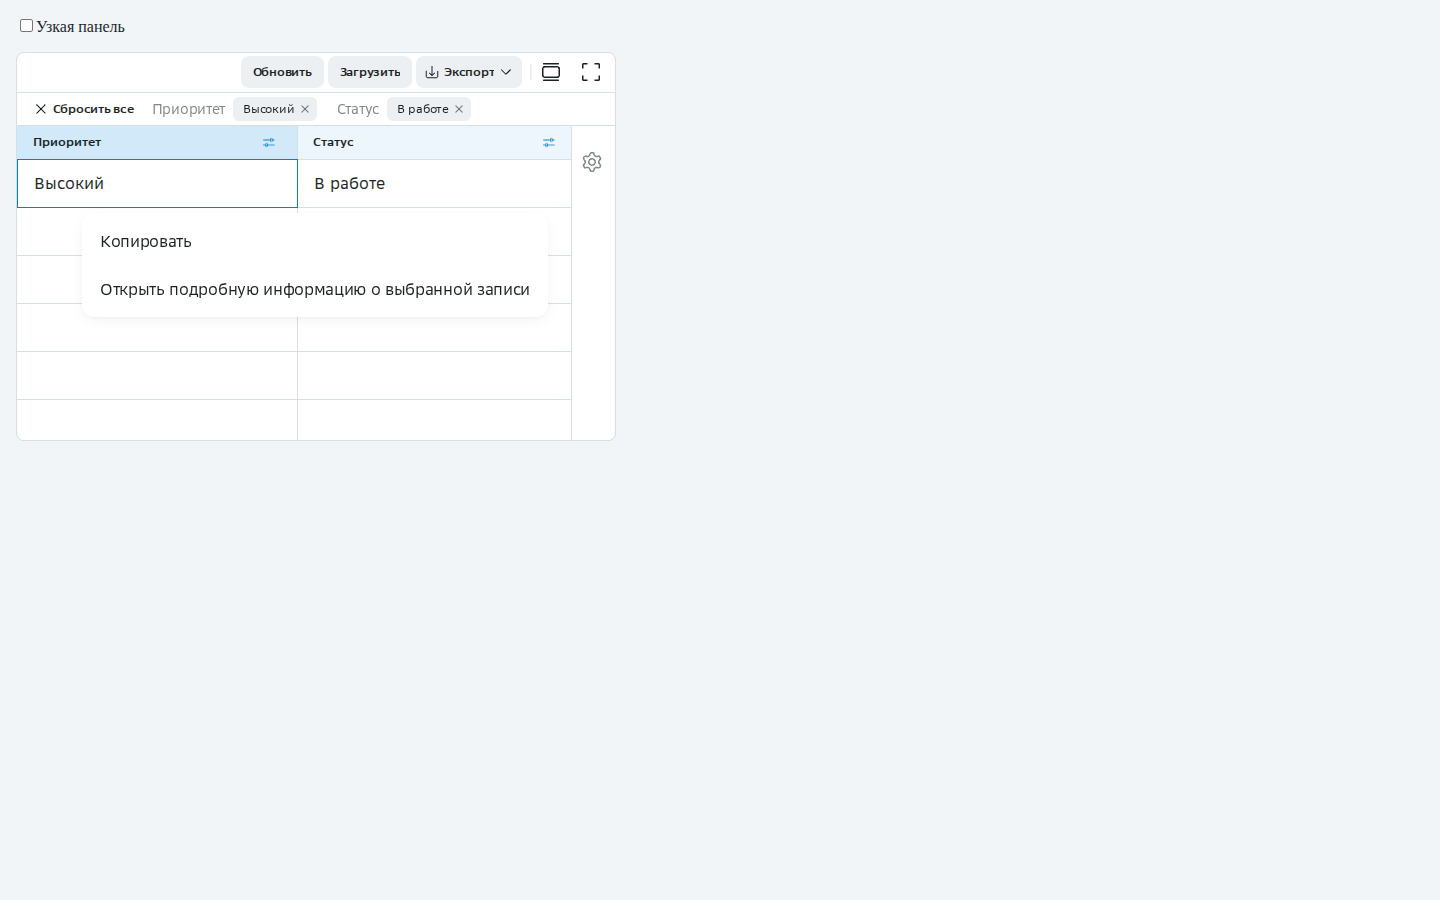 Узкая панель
Обновить Загрузить Экспорт
Сбросить все Приоритет Высокий Статус В работе
Приоритет Статус
Высокий В работе
Копировать
Открыть подробную информацию о выбранной записи